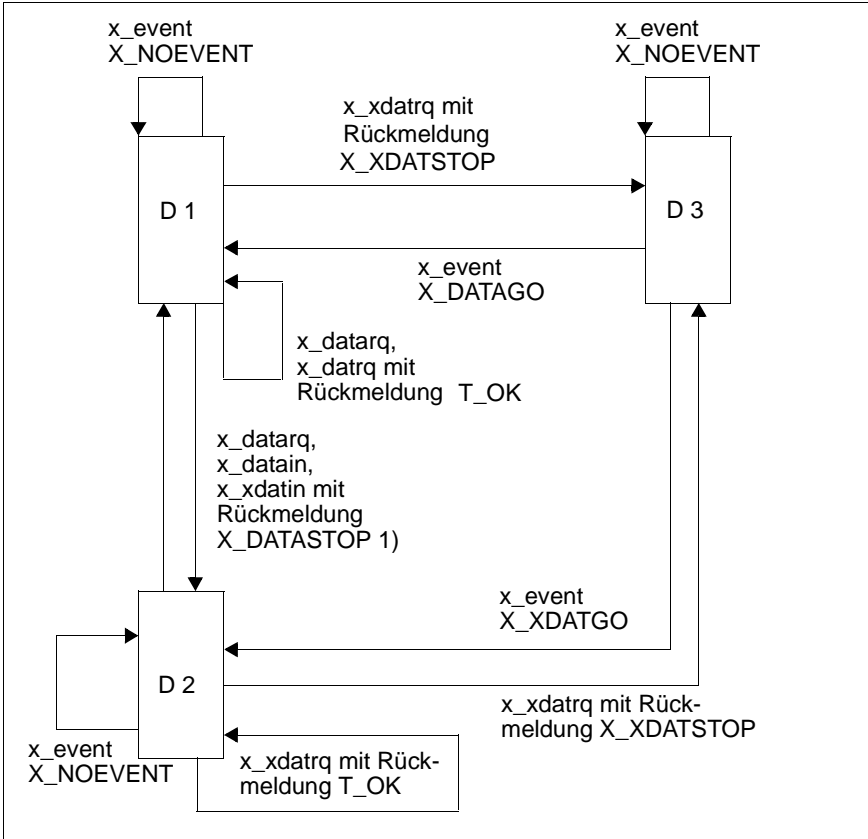 x_event
X_NOEVENT
x_event
X_NOEVENT
x_xdatrq mit
Rückmeldung
X_XDATSTOP
D 1
D 3
x_event
X_DATAGO
x_datarq,
x_datrq mit
Rückmeldung T_OK
x_datarq,
x_datain,
x_xdatin mit
Rückmeldung
X_DATASTOP 1)
x_event
X_XDATGO
D 2
x_xdatrq mit Rück-
meldung X_XDATSTOP
x_event
X_NOEVENT
x_xdatrq mit Rück-
meldung T_OK